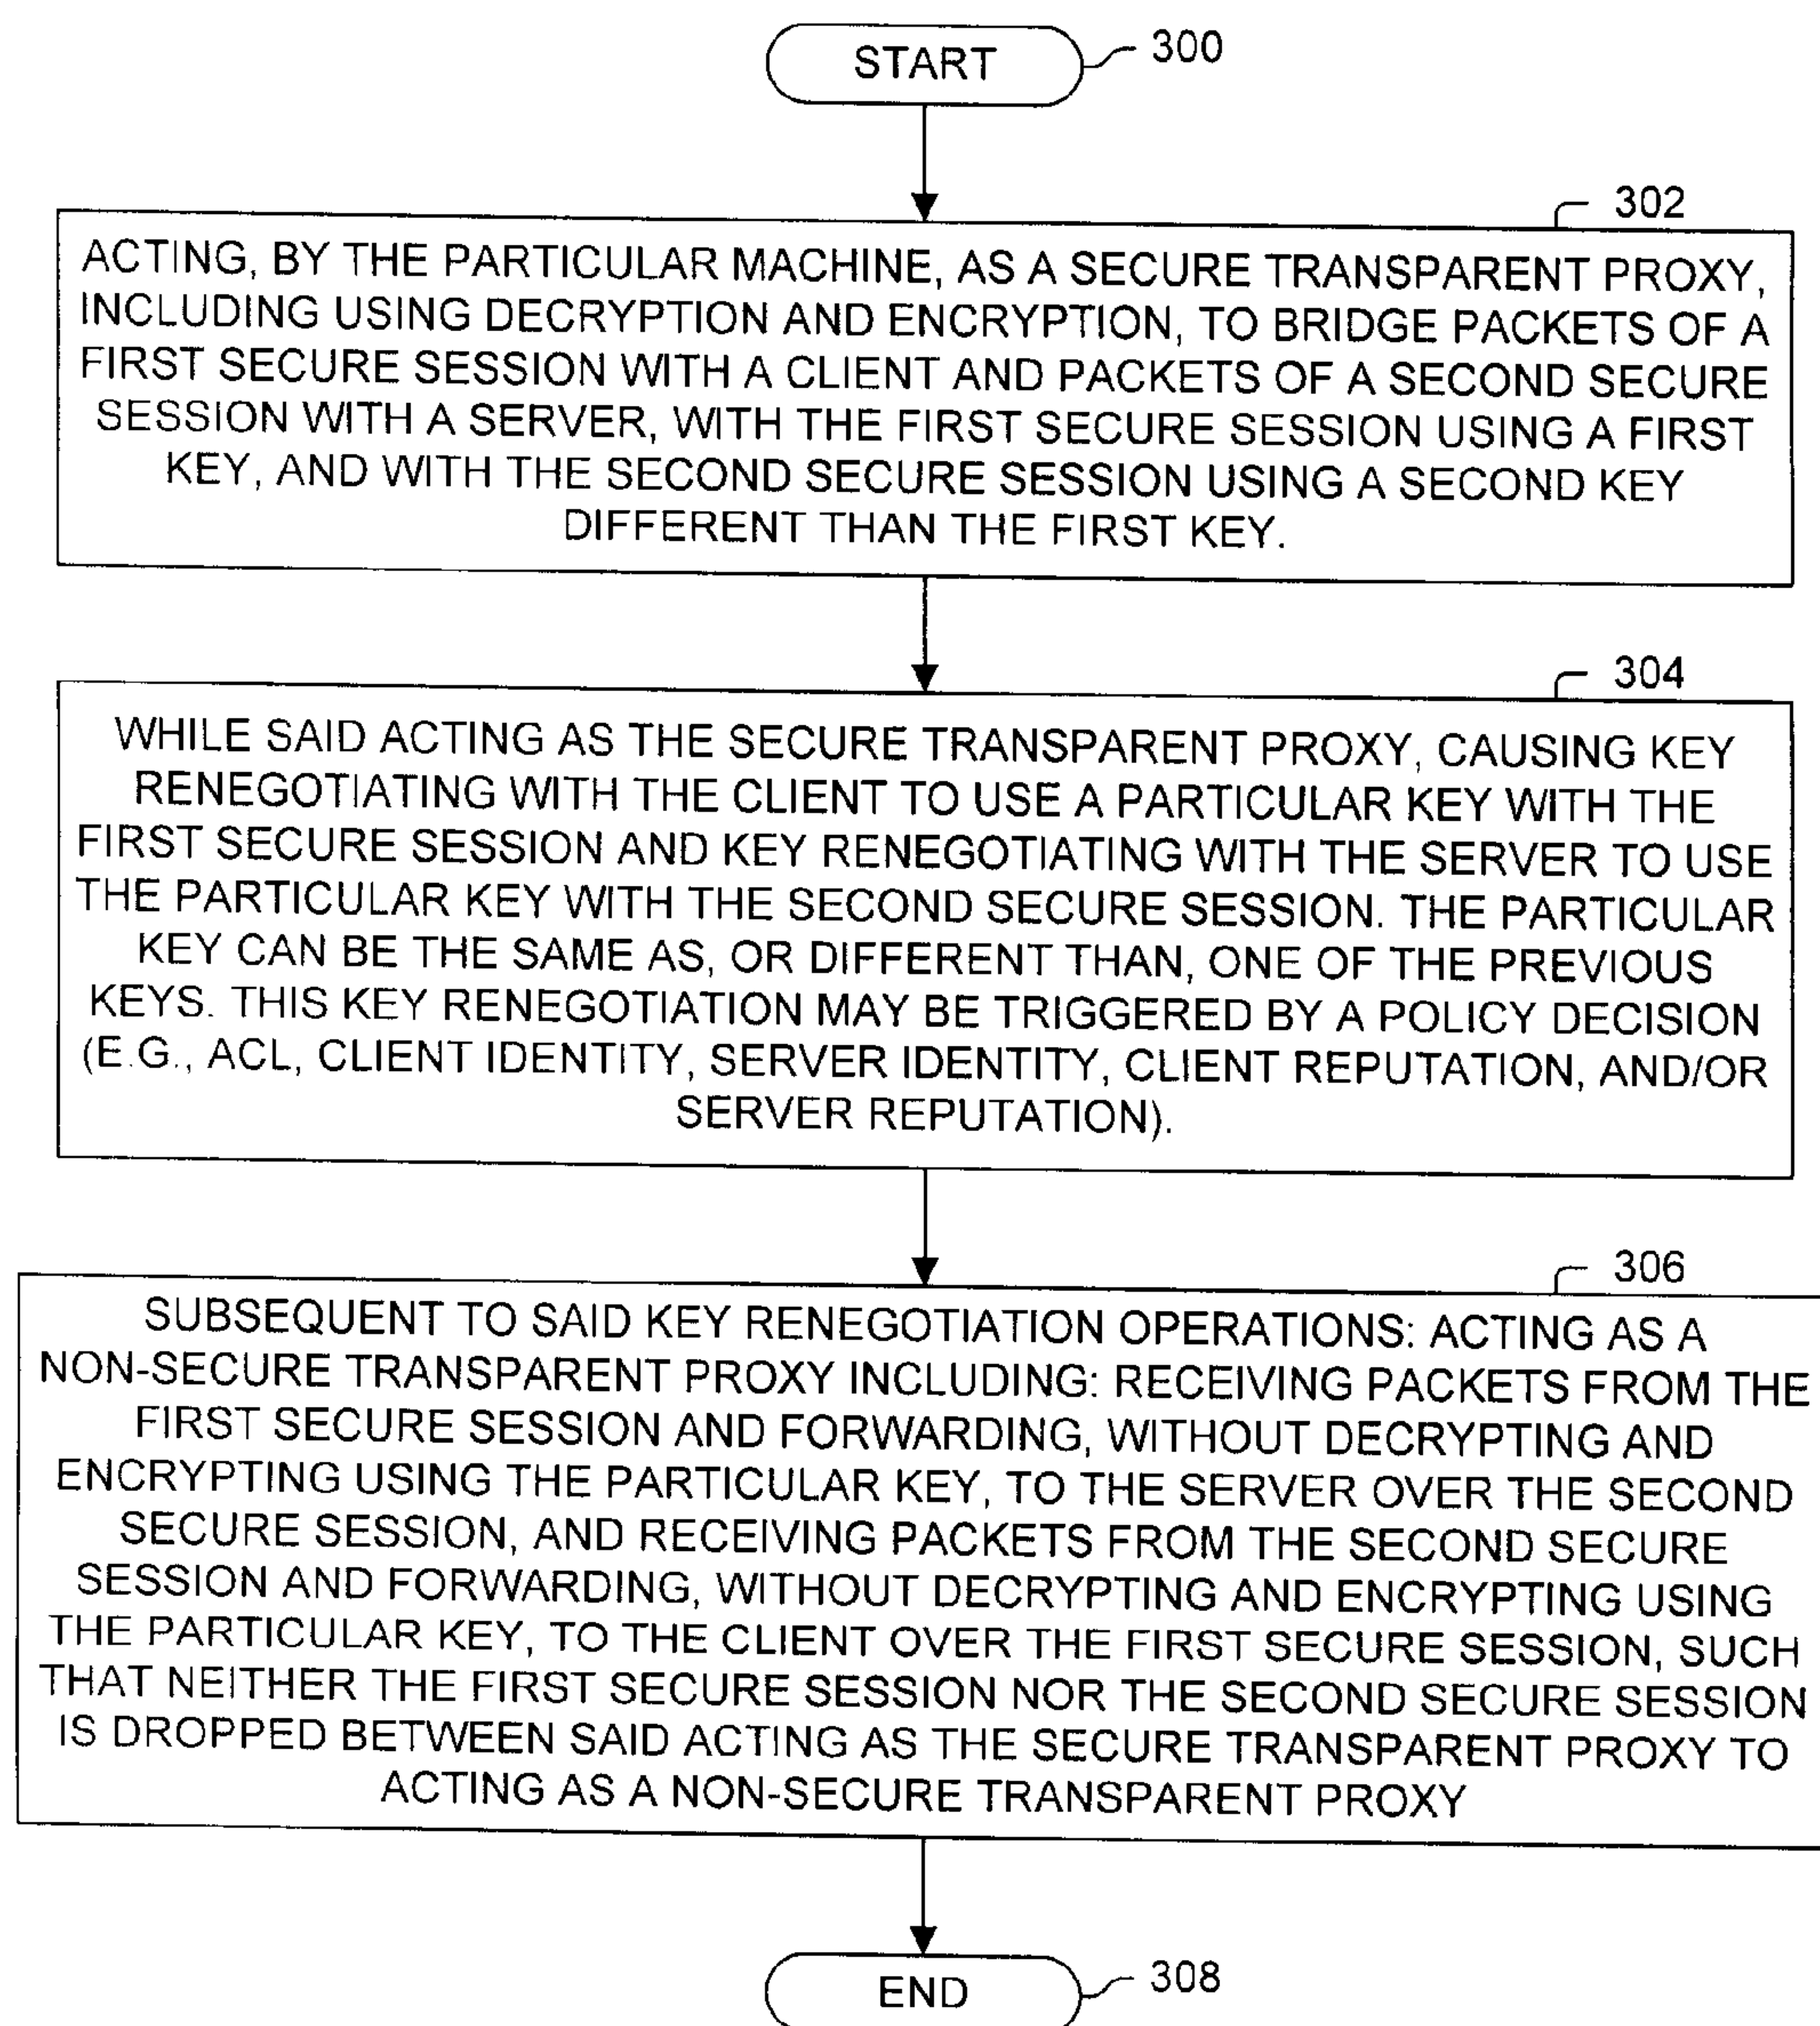 START
300
302
ACTING, BY THE PARTICULAR MACHINE, AS A SECURE TRANSPARENT PROXY,
INCLUDING USING DECRYPTION AND ENCRYPTION, TO BRIDGE PACKETS OF A
FIRST SECURE SESSION WITH A CLIENT AND PACKETS OF A SECOND SECURE
SESSION WITH A SERVER, WITH THE FIRST SECURE SESSION USING A FIRST
KEY, AND WITH THE SECOND SECURE SESSION USING A SECOND KEY
DIFFERENT THAN THE FIRST KEY.
304
WHILE SAID ACTING AS THE SECURE TRANSPARENT PROXY, CAUSING KEY
RENEGOTIATING WITH THE CLIENT TO USE A PARTICULAR KEY WITH THE
FIRST SECURE SESSION AND KEY RENEGOTIATING WITH THE SERVER TO USE
THE PARTICULAR KEY WITH THE SECOND SECURE SESSION. THE PARTICULAR
KEY CAN BE THE SAME AS, OR DIFFERENT THAN, ONE OF THE PREVIOUS
KEYS. THIS KEY RENEGOTIATION MAY BE TRIGGERED BY A POLICY DECISION
(E.G., ACL, CLIENT IDENTITY, SERVER IDENTITY, CLIENT REPUTATION, AND/OR
SERVER REPUTATION).
306
SUBSEQUENT TO SAID KEY RENEGOTIATION OPERATIONS: ACTING AS A
NON-SECURE TRANSPARENT PROXY INCLUDING: RECEIVING PACKETS FROM THE
FIRST SECURE SESSION AND FORWARDING, WITHOUT DECRYPTING AND
ENCRYPTING USING THE PARTICULAR KEY, TO THE SERVER OVER THE SECOND
SECURE SESSION, AND RECEIVING PACKETS FROM THE SECOND SECURE
SESSION AND FORWARDING, WITHOUT DECRYPTING AND ENCRYPTING USING
THE PARTICULAR KEY, TO THE CLIENT OVER THE FIRST SECURE SESSION, SUCH
THAT NEITHER THE FIRST SECURE SESSION NOR THE SECOND SECURE SESSION
IS DROPPED BETWEEN SAID ACTING AS THE SECURE TRANSPARENT PROXY TO
ACTING AS A NON-SECURE TRANSPARENT PROXY
END
308